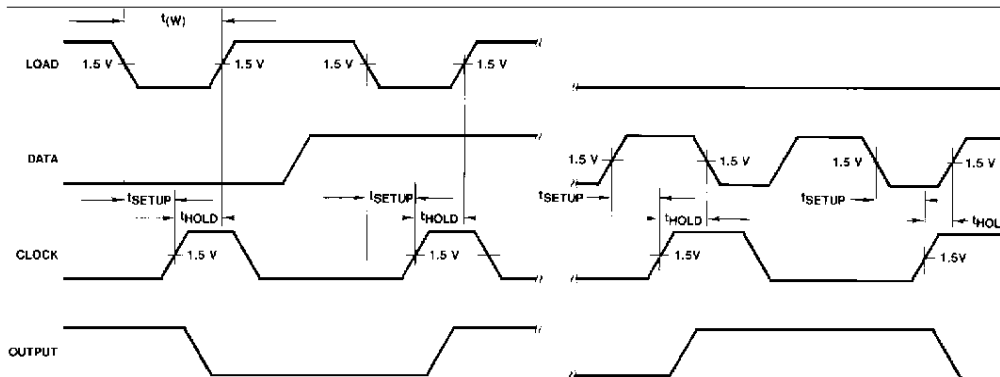 t(W)
LOAD
1.5 V
1.5 V
1.5 V
1.5 V
DATA
1.5 V
1.5 V
1.5 V
1.5 V
tSETUP
tSETUP
tSETUP
tSETUP
tHOLD
tHOLD
tHOLD
tHOL
CLOCK
1.5 V
1.5 V
1.5V
1.5V
OUTPUT